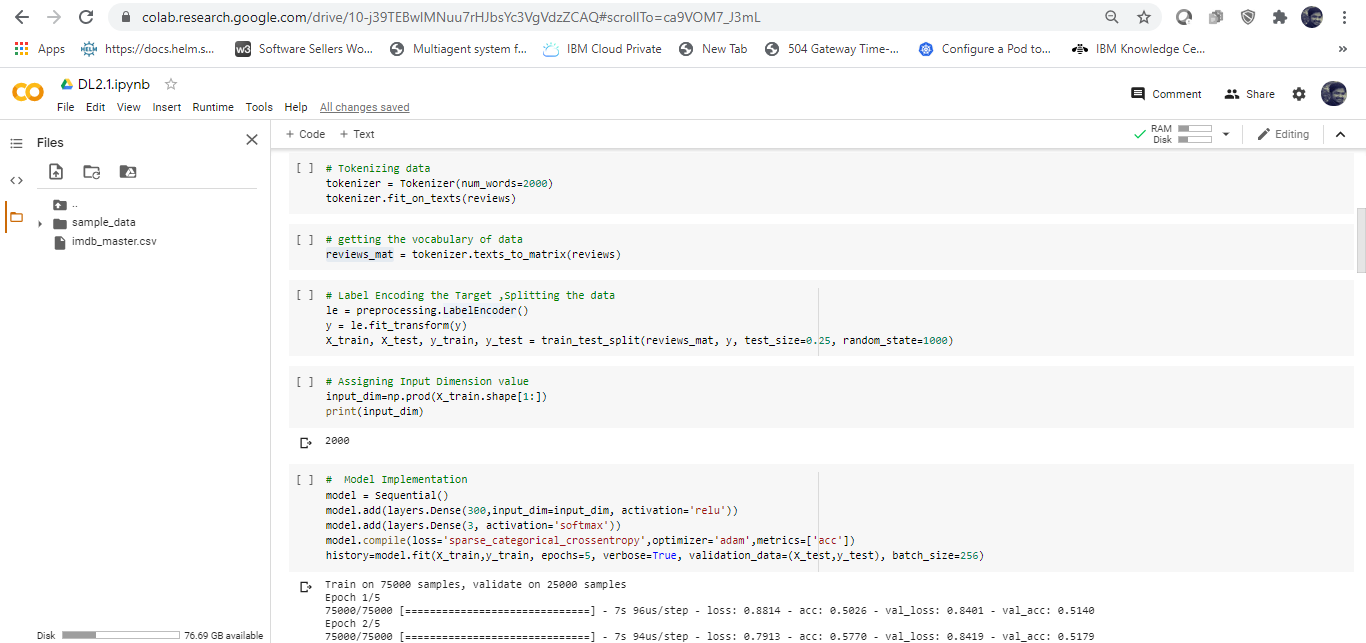 colab.research.google.com/drive/10-j39TEBwIMNuu7rHJbsYc3VgVdzZCAQ#scrollTo=ca9VOM7_J3mL
Apps HELM https://docs.helm.s... w3 Software Sellers Wo... Multiagent system f... IBM Cloud Private New Tab 504 Gateway Time-... Configure a Pod to... IBM Knowledge Ce... »
CO DL2.1.ipynb
File Edit View Insert Runtime Tools Help All changes saved
Comment Share
Files
+ Code + Text
RAM
Disk
Editing
..
sample_data
imdb_master.csv
[ ] # Tokenizing data
tokenizer = Tokenizer(num_words=2000)
tokenizer.fit_on_texts(reviews)
[ ] # getting the vocabulary of data
reviews_mat = tokenizer.texts_to_matrix(reviews)
[ ] # Label Encoding the Target ,Splitting the data
le = preprocessing.LabelEncoder()
y = le.fit_transform(y)
X_train, X_test, y_train, y_test = train_test_split(reviews_mat, y, test_size=0.25, random_state=1000)
[ ] # Assigning Input Dimension value
input_dim=np.prod(X_train.shape[1:])
print(input_dim)
2000
[ ] #  Model Implementation
model = Sequential()
model.add(layers.Dense(300,input_dim=input_dim, activation='relu'))
model.add(layers.Dense(3, activation='softmax'))
model.compile(loss='sparse_categorical_crossentropy',optimizer='adam',metrics=['acc'])
history=model.fit(X_train,y_train, epochs=5, verbose=True, validation_data=(X_test,y_test), batch_size=256)
Train on 75000 samples, validate on 25000 samples
Epoch 1/5
75000/75000 [==============================] - 7s 96us/step - loss: 0.8814 - acc: 0.5026 - val_loss: 0.8401 - val_acc: 0.5140
Epoch 2/5
75000/75000 [==============================] - 7s 94us/step - loss: 0.7913 - acc: 0.5770 - val_loss: 0.8419 - val_acc: 0.5179
Disk 76.69 GB available